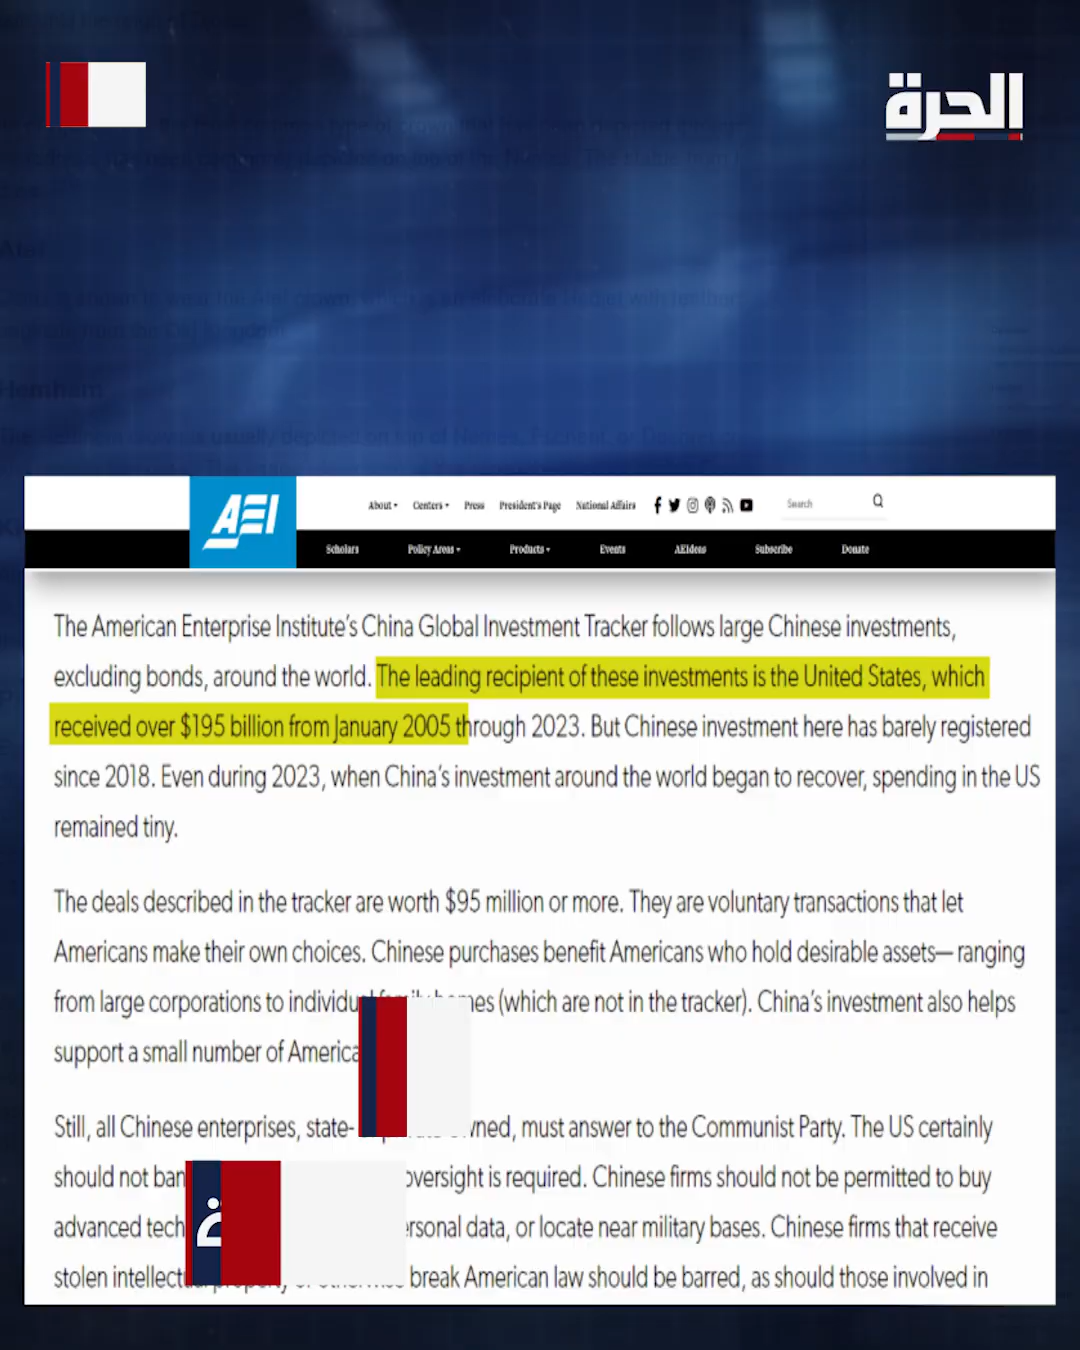 الحرة
AEI
About Centers Press President's Page National Affairs Search
Scholars Policy Areas Products Events AEIdeas Subscribe Donate
The American Enterprise Institute's China Global Investment Tracker follows large Chinese investments,
excluding bonds, around the world. The leading recipient of these investments is the United States, which
received over $195 billion from January 2005 through 2023. But Chinese investment here has barely registered
since 2018. Even during 2023, when China's investment around the world began to recover, spending in the US
remained tiny.
The deals described in the tracker are worth $95 million or more. They are voluntary transactions that let
Americans make their own choices. Chinese purchases benefit Americans who hold desirable assets— ranging
from large corporations to individual family homes (which are not in the tracker). China's investment also helps
support a small number of America
Still, all Chinese enterprises, state- owned, must answer to the Communist Party. The US certainly
should not ban oversight is required. Chinese firms should not be permitted to buy
advanced tech personal data, or locate near military bases. Chinese firms that receive
stolen intellectual property or otherwise break American law should be barred, as should those involved in